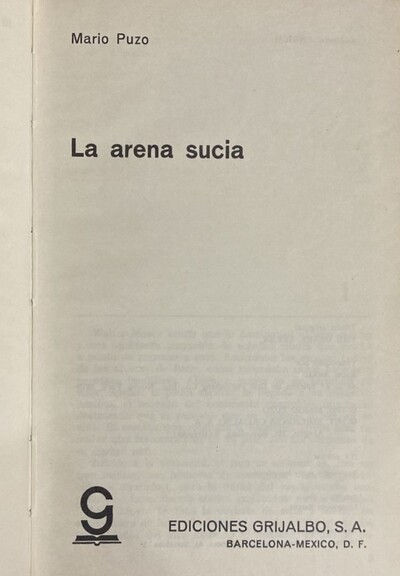 Mario Puzo
La arena sucia
EDICIONES GRIJALBO, S. A.
BARCELONA-MEXICO, D. F.